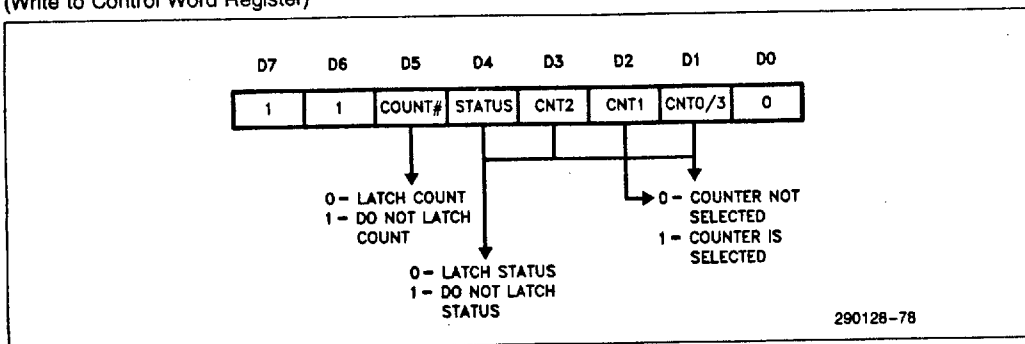 (Write to Control Word Register)
D7 D6 D5 D4 D3 D2 D1 D0
1 1 COUNT# STATUS CNT2 CNT1 CNT0/3 0
0 – LATCH COUNT
1 – DO NOT LATCH
COUNT
0 – LATCH STATUS
1 – DO NOT LATCH
STATUS
0 – COUNTER NOT
SELECTED
1 – COUNTER IS
SELECTED
290128–78